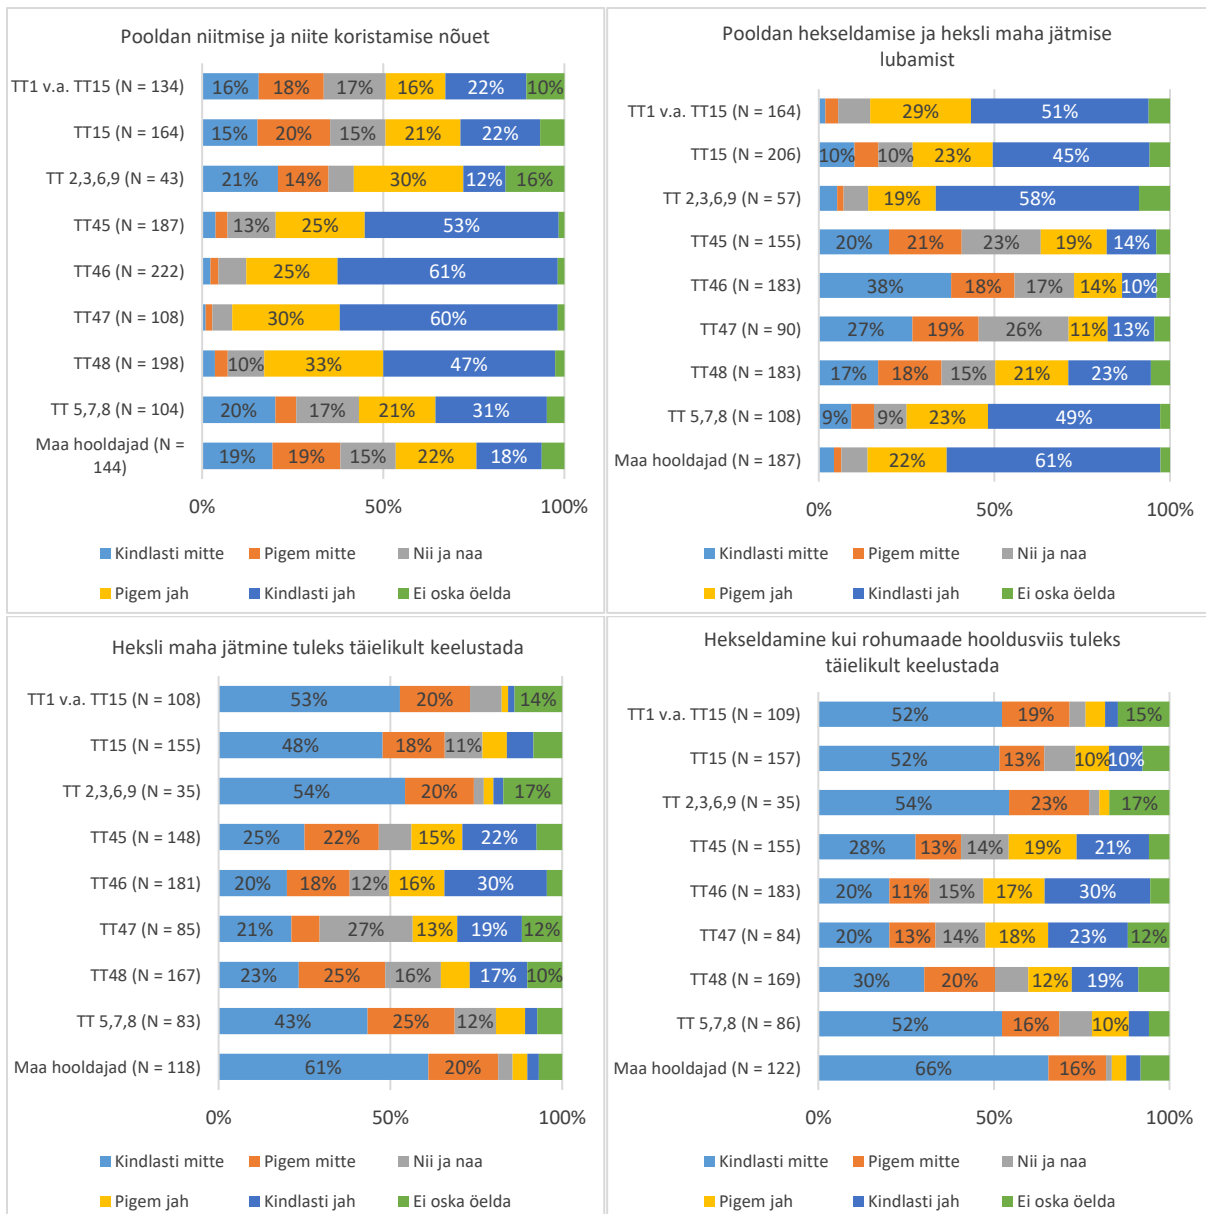 Pooldan niitmise ja niite koristamise nõuet
TT1 v.a. TT15 (N = 134) 16% 18% 17% 16% 22% 10%
TT15 (N = 164) 15% 20% 15% 21% 22%
TT 2,3,6,9 (N = 43) 21% 14% 30% 12% 16%
TT45 (N = 187) 13% 25% 53%
TT46 (N = 222) 25% 61%
TT47 (N = 108) 30% 60%
TT48 (N = 198) 10% 33% 47%
TT 5,7,8 (N = 104) 20% 17% 21% 31%
Maa hooldajad (N =
144) 19% 19% 15% 22% 18%
0% 50% 100%
Kindlasti mitte Pigem mitte Nii ja naa
Pigem jah Kindlasti jah Ei oska öelda
Pooldan hekseldamise ja heksli maha jätmise
lubamist
TT1 v.a. TT15 (N = 164) 29% 51%
TT15 (N = 206) 10% 10% 23% 45%
TT 2,3,6,9 (N = 57) 19% 58%
TT45 (N = 155) 20% 21% 23% 19% 14%
TT46 (N = 183) 38% 18% 17% 14% 10%
TT47 (N = 90) 27% 19% 26% 11% 13%
TT48 (N = 183) 17% 18% 15% 21% 23%
TT 5,7,8 (N = 108) 9% 9% 23% 49%
Maa hooldajad (N = 187) 22% 61%
0% 50% 100%
Kindlasti mitte Pigem mitte Nii ja naa
Pigem jah Kindlasti jah Ei oska öelda
Heksli maha jätmine tuleks täielikult keelustada
TT1 v.a. TT15 (N = 108) 53% 20% 14%
TT15 (N = 155) 48% 18% 11%
TT 2,3,6,9 (N = 35) 54% 20% 17%
TT45 (N = 148) 25% 22% 15% 22%
TT46 (N = 181) 20% 18% 12% 16% 30%
TT47 (N = 85) 21% 27% 13% 19% 12%
TT48 (N = 167) 23% 25% 16% 17% 10%
TT 5,7,8 (N = 83) 43% 25% 12%
Maa hooldajad (N = 118) 61% 20%
0% 50% 100%
Kindlasti mitte Pigem mitte Nii ja naa
Pigem jah Kindlasti jah Ei oska öelda
Hekseldamine kui rohumaade hooldusviis tuleks
täielikult keelustada
TT1 v.a. TT15 (N = 109) 52% 19% 15%
TT15 (N = 157) 52% 13% 10% 10%
TT 2,3,6,9 (N = 35) 54% 23% 17%
TT45 (N = 155) 28% 13% 14% 19% 21%
TT46 (N = 183) 20% 11% 15% 17% 30%
TT47 (N = 84) 20% 13% 14% 18% 23% 12%
TT48 (N = 169) 30% 20% 12% 19%
TT 5,7,8 (N = 86) 52% 16% 10%
Maa hooldajad (N = 122) 66% 16%
0% 50% 100%
Kindlasti mitte Pigem mitte Nii ja naa
Pigem jah Kindlasti jah Ei oska öelda